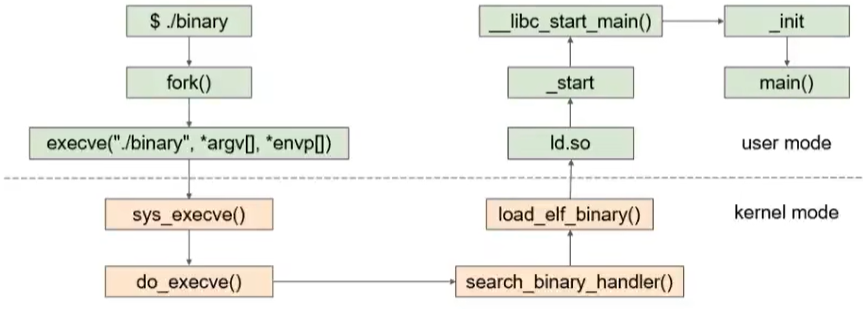 $ ./binary
fork()
execve("./binary", *argv[], *envp[])
sys_execve()
do_execve()
search_binary_handler()
load_elf_binary()
ld.so
_start
__libc_start_main()
_init
main()
user mode
kernel mode